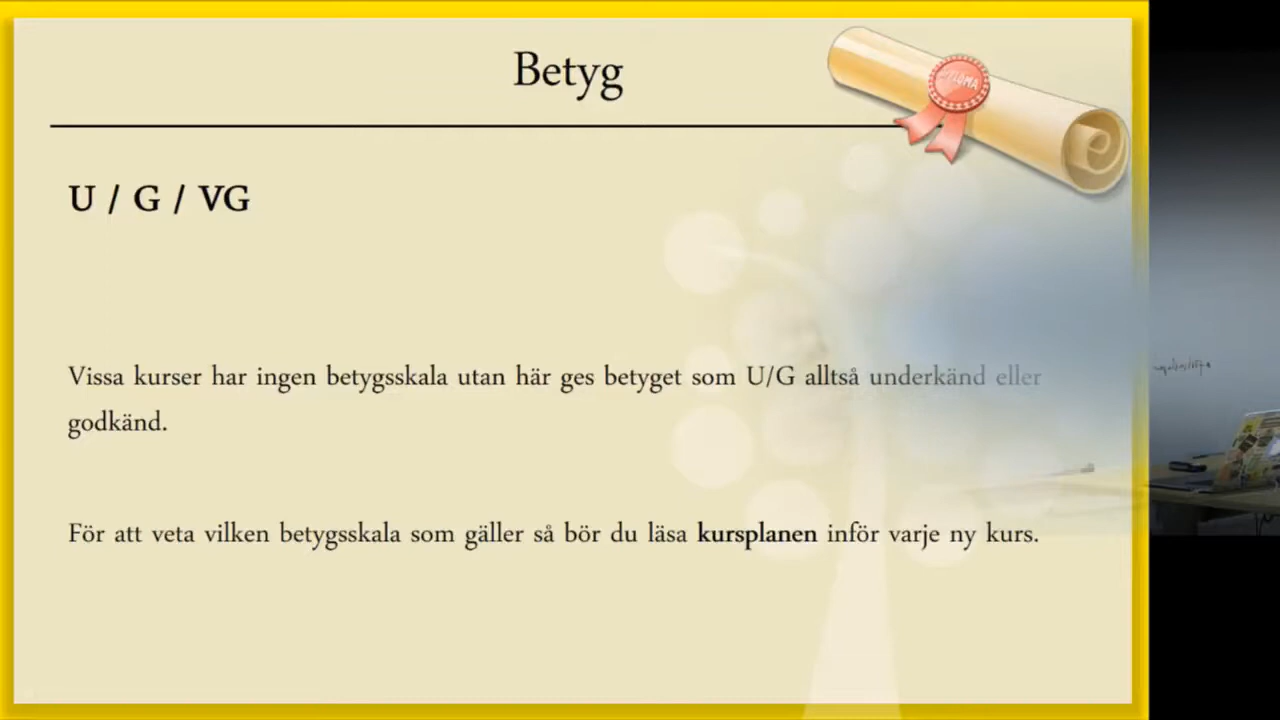 Betyg
U / G / VG
Vissa kurser har ingen betygsskala utan här ges betyget som U/G alltså underkänd eller
godkänd.
För att veta vilken betygsskala som gäller så bör du läsa kursplanen inför varje ny kurs.